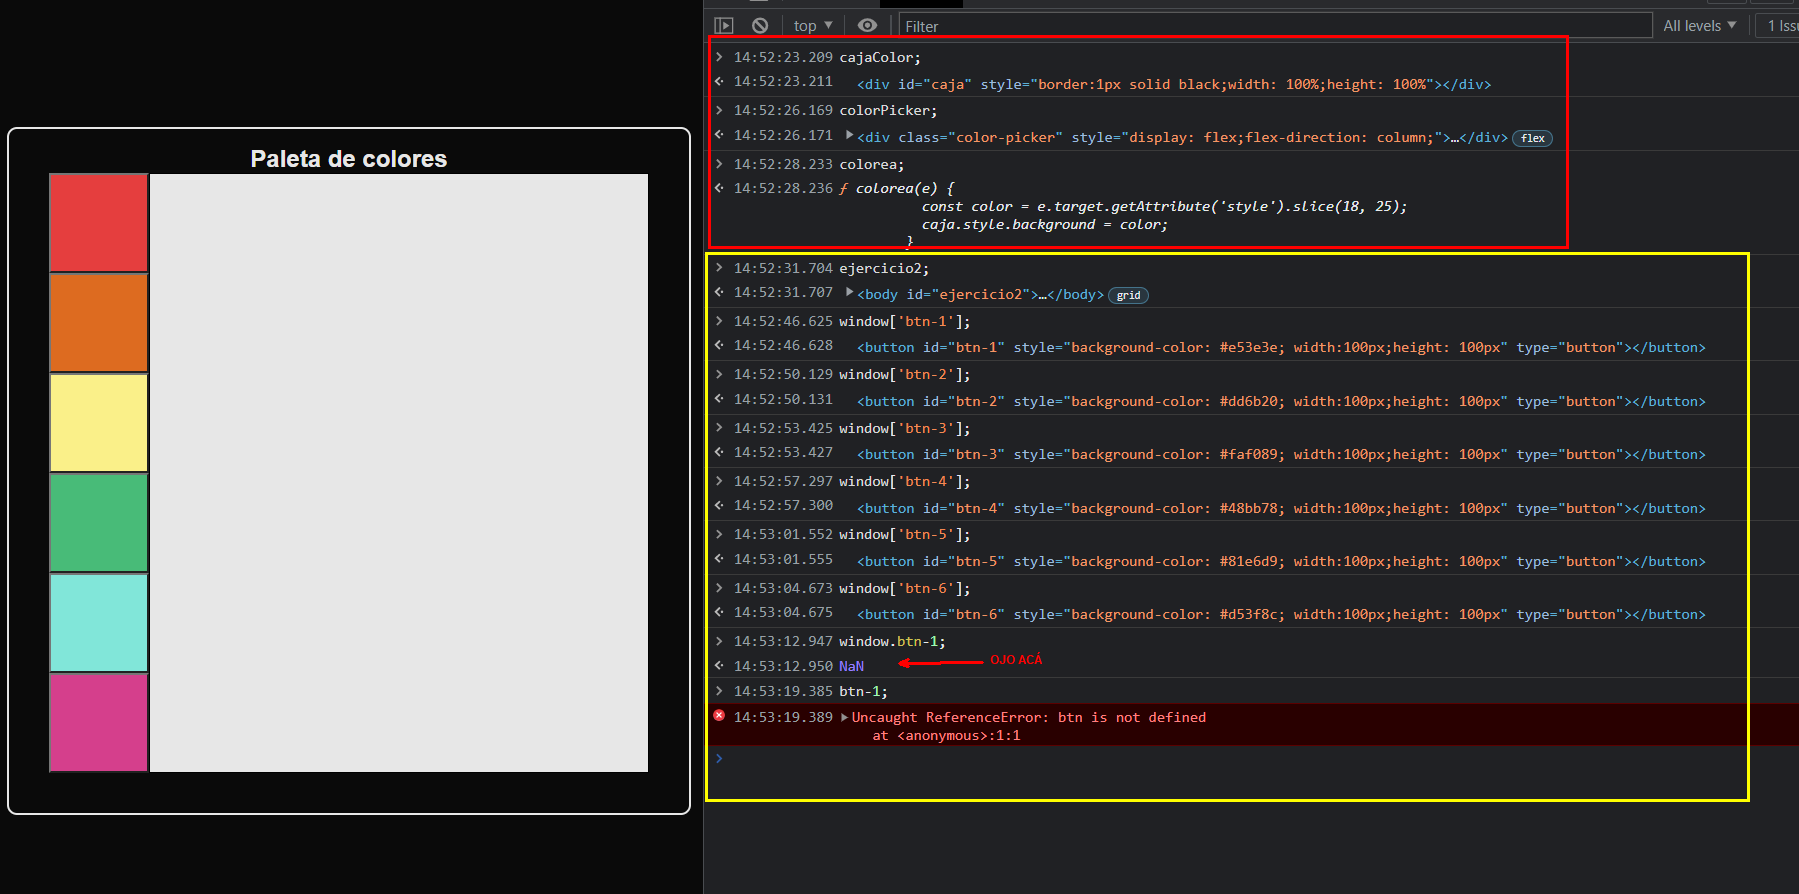 Paleta de colores
top ▼
Filter
All levels ▼
1 Issu
14:52:23.209 cajaColor;
14:52:23.211 <div id="caja" style="border:1px solid black;width: 100%;height: 100%"></div>
14:52:26.169 colorPicker;
14:52:26.171 <div class="color-picker" style="display: flex;flex-direction: column;">…</div> flex
14:52:28.233 colorea;
14:52:28.236 ƒ colorea(e) {
const color = e.target.getAttribute('style').slice(18, 25);
caja.style.background = color;
}
14:52:31.704 ejercicio2;
14:52:31.707 <body id="ejercicio2">…</body> grid
14:52:46.625 window['btn-1'];
14:52:46.628 <button id="btn-1" style="background-color: #e53e3e; width:100px;height: 100px" type="button"></button>
14:52:50.129 window['btn-2'];
14:52:50.131 <button id="btn-2" style="background-color: #dd6b20; width:100px;height: 100px" type="button"></button>
14:52:53.425 window['btn-3'];
14:52:53.427 <button id="btn-3" style="background-color: #faf089; width:100px;height: 100px" type="button"></button>
14:52:57.297 window['btn-4'];
14:52:57.300 <button id="btn-4" style="background-color: #48bb78; width:100px;height: 100px" type="button"></button>
14:53:01.552 window['btn-5'];
14:53:01.555 <button id="btn-5" style="background-color: #81e6d9; width:100px;height: 100px" type="button"></button>
14:53:04.673 window['btn-6'];
14:53:04.675 <button id="btn-6" style="background-color: #d53f8c; width:100px;height: 100px" type="button"></button>
14:53:12.947 window.btn-1;
14:53:12.950 NaN
OJO ACÁ
14:53:19.385 btn-1;
14:53:19.389 Uncaught ReferenceError: btn is not defined
at <anonymous>:1:1